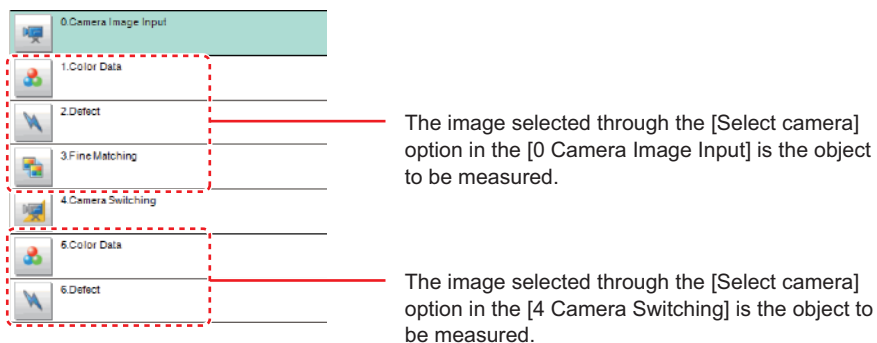 0.Camera Image Input
1.Color Data
2.Defect
The image selected through the [Select camera]
option in the [0 Camera Image Input] is the object
to be measured.
3.Fine Matching
4.Camera Switching
5.Color Data
6.Defect
The image selected through the [Select camera]
option in the [4 Camera Switching] is the object to
be measured.